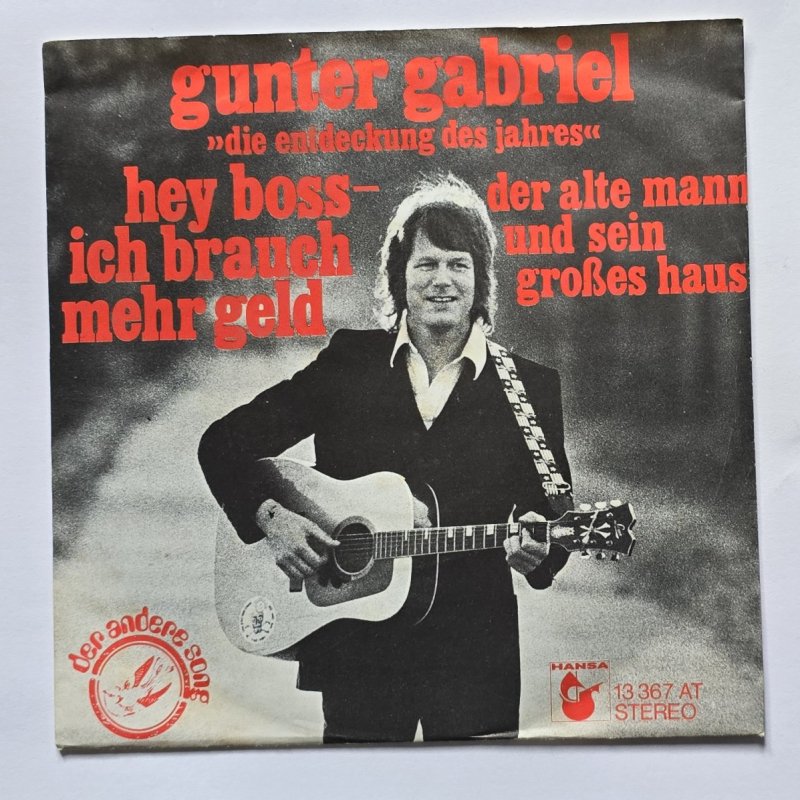 gunter gabriel
»die entdeckung des jahres«
hey boss–
ich brauch
mehr geld
der alte mann
und sein
großes haus
der andere song
HANSA
13 367 AT
STEREO